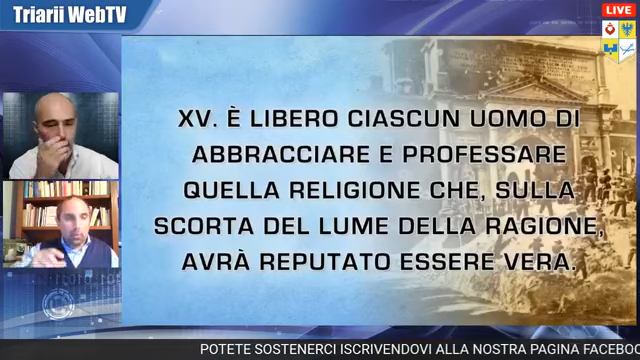 Triarii WebTV
LIVE
XV. È LIBERO CIASCUN UOMO DI
ABBRACCIARE E PROFESSARE
QUELLA RELIGIONE CHE, SULLA
SCORTA DEL LUME DELLA RAGIONE,
AVRÀ REPUTATO ESSERE VERA.
POTETE SOSTENERCI ISCRIVENDOVI ALLA NOSTRA PAGINA FACEBOO